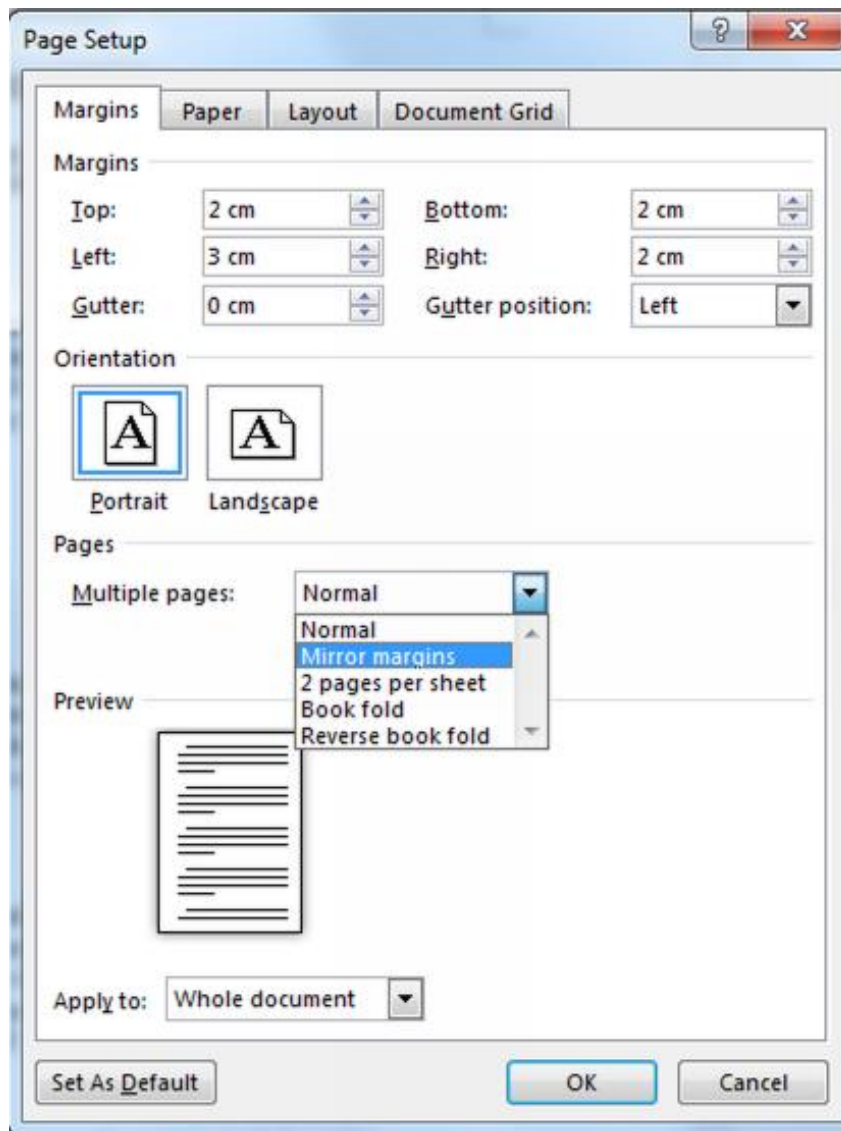 Page Setup
Margins Paper Layout Document Grid
Margins
Top: 2 cm Bottom: 2 cm
Left: 3 cm Right: 2 cm
Gutter: 0 cm Gutter position: Left
Orientation
A A
Portrait Landscape
Pages
Multiple pages: Normal
Normal
Mirror margins
2 pages per sheet
Book fold
Reverse book fold
Preview
Apply to: Whole document
Set As Default OK Cancel